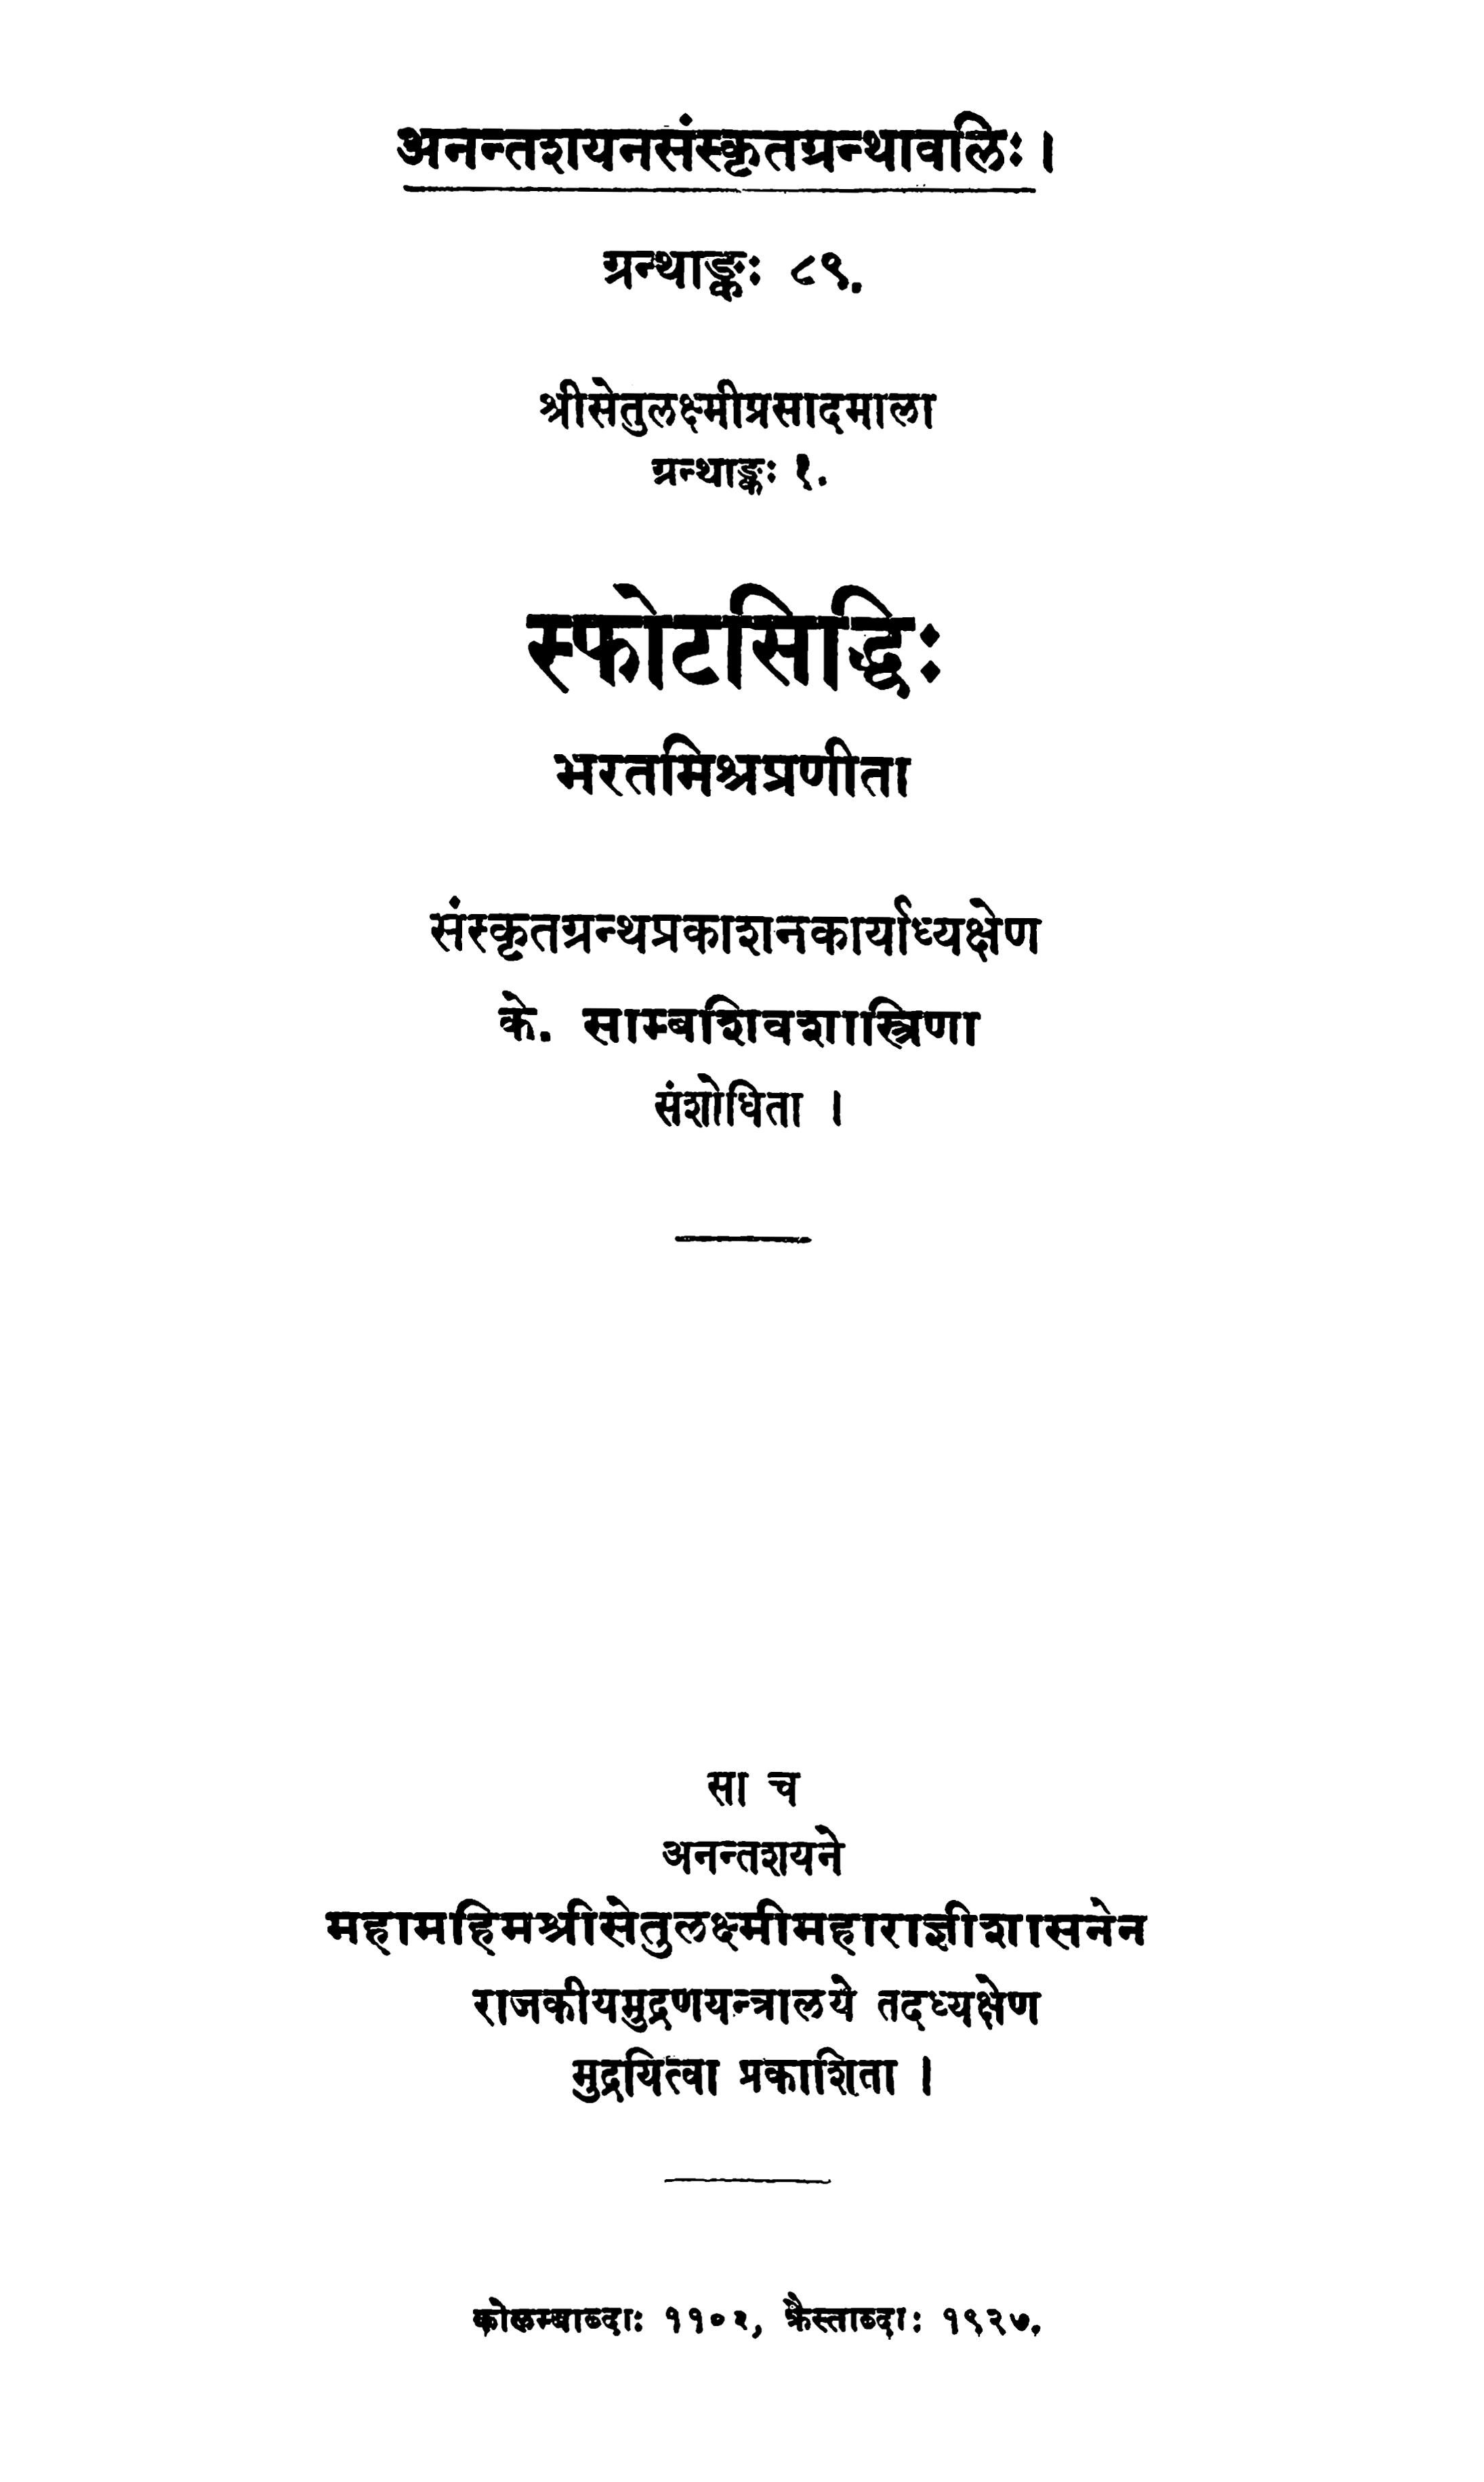 अनन्तशयनसंस्कृतग्रन्थावलिः।
ग्रन्थाङ्कः ८९.
श्रीसेतुलक्ष्मीप्रसादमाला
ग्रन्थाङ्कः १.
स्फोटसिद्धिः
भरतमिश्रप्रणीता
संस्कृतग्रन्थप्रकाशनकार्याध्यक्षेण
के. साम्बशिवशास्त्रिणा
संशोधिता ।
सा च
अनन्तशयने
महामहिमश्रीसेतुलक्ष्मीमहाराज्ञीशासनेन
राजकीयमुद्रणयन्त्रालये तदध्यक्षेण
मुद्रयित्वा प्रकाशिता ।
कोलम्बाब्दाः ११०२, क्रैस्ताब्दाः १९२७.